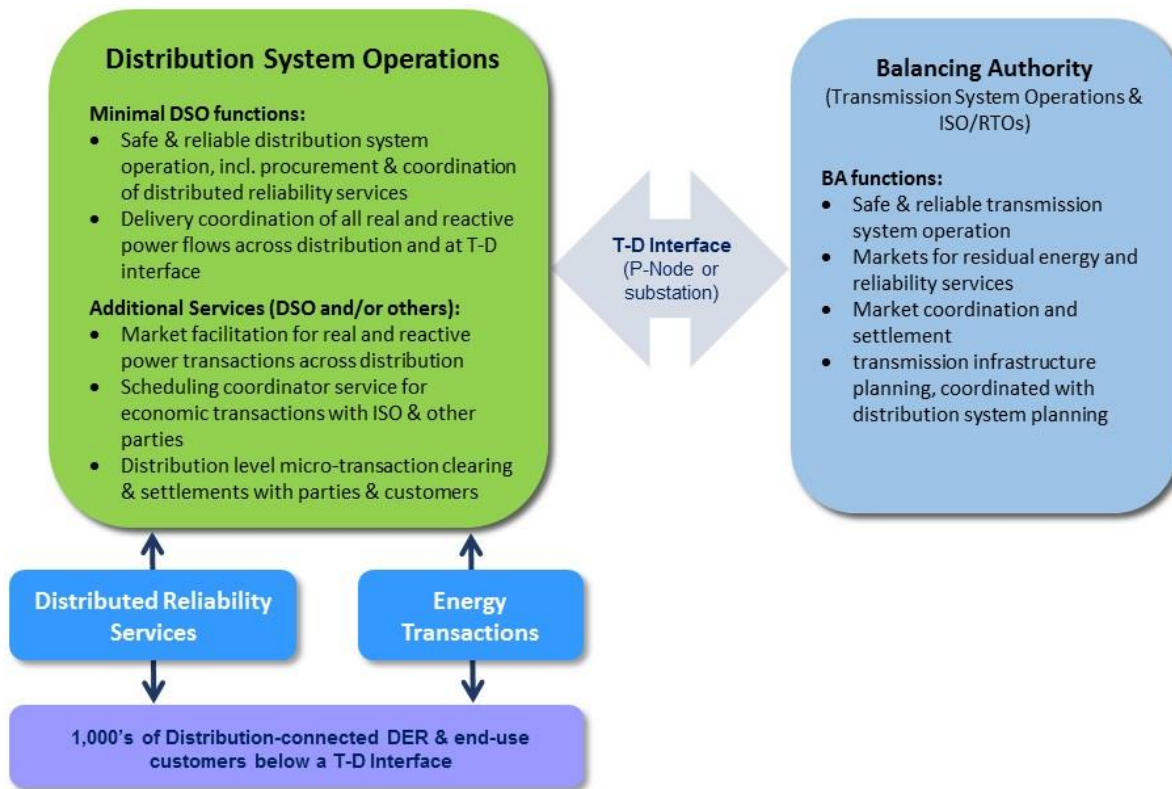 Distribution System Operations
Minimal DSO functions:
• Safe & reliable distribution system
operation, incl. procurement & coordination
of distributed reliability services
• Delivery coordination of all real and reactive
power flows across distribution and at T-D
interface
Additional Services (DSO and/or others):
• Market facilitation for real and reactive
power transactions across distribution
• Scheduling coordinator service for
economic transactions with ISO & other
parties
• Distribution level micro-transaction clearing
& settlements with parties & customers
T-D Interface
(P-Node or
substation)
Balancing Authority
(Transmission System Operations &
ISO/RTOs)
BA functions:
• Safe & reliable transmission
system operation
• Markets for residual energy and
reliability services
• Market coordination and
settlement
• transmission infrastructure
planning, coordinated with
distribution system planning
Distributed Reliability
Services
Energy
Transactions
1,000’s of Distribution-connected DER & end-use
customers below a T-D Interface